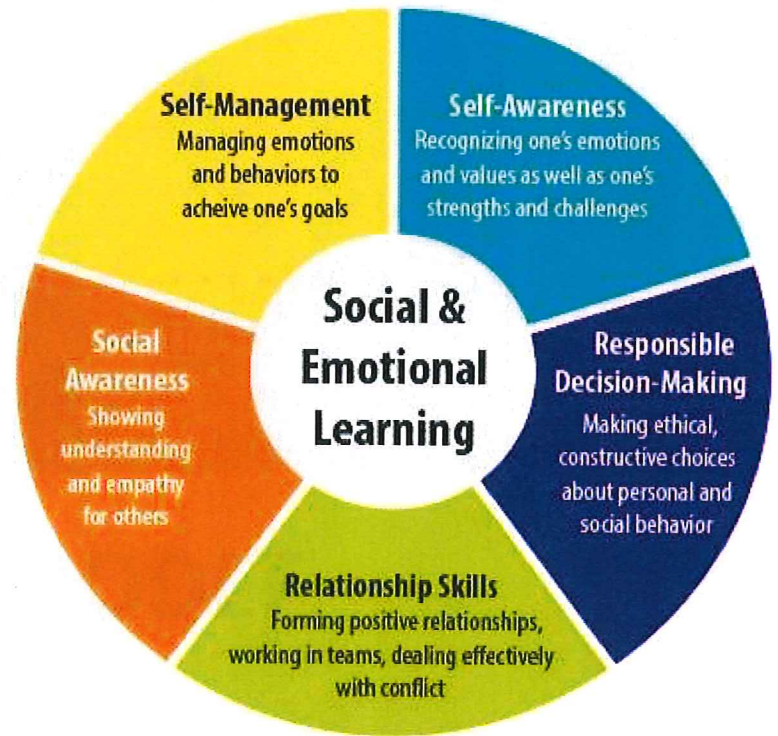 Self-Management
Managing emotions
and behaviors to
acheive one's goals
Self-Awareness
Recognizing one's emotions
and values as well as one's
strengths and challenges
Social &
Emotional
Learning
Social
Awareness
Showing
understanding
and empathy
for others
Responsible
Decision-Making
Making ethical,
constructive choices
about personal and
social behavior
Relationship Skills
Forming positive relationships,
working in teams, dealing effectively
with conflict